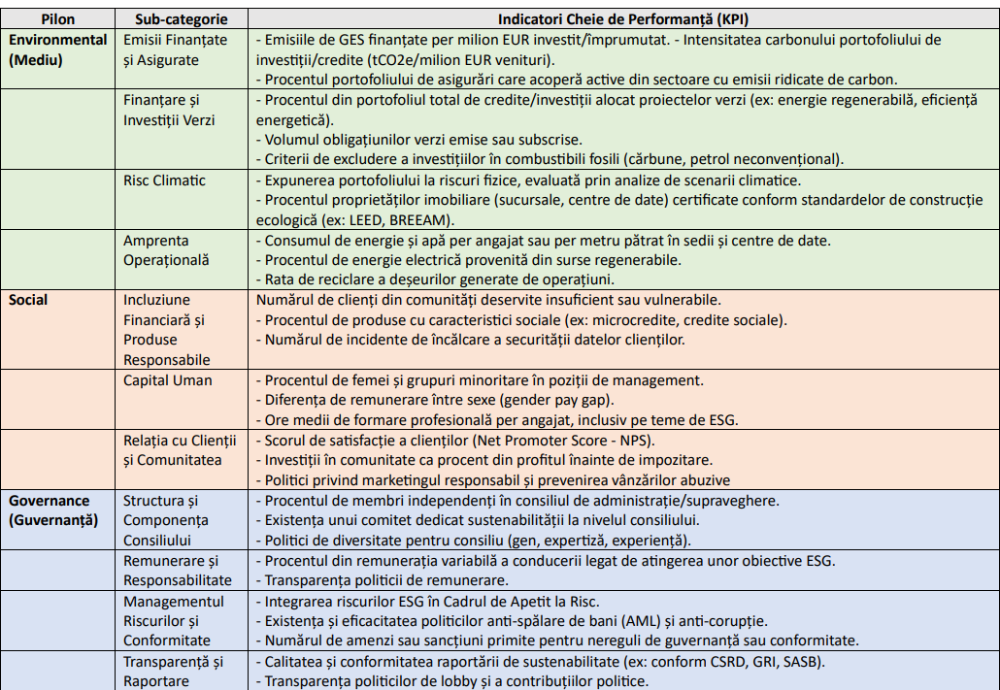 Pilon Sub-categorie Indicatori Cheie de Performanță (KPI)
Environmental (Mediu)
Emisii Finanțate și Asigurate
- Emisiile de GES finanțate per milion EUR investit/împrumutat. - Intensitatea carbonului portofoliului de
investiții/credite (tCO2e/milion EUR venituri).
- Procentul portofoliului de asigurări care acoperă active din sectoare cu emisii ridicate de carbon.
Finanțare și
Investiții Verzi
- Procentul din portofoliul total de credite/investiții alocat proiectelor verzi (ex: energie regenerabilă, eficiență
energetică).
- Volumul obligațiunilor verzi emise sau subscrise.
- Criterii de excludere a investițiilor în combustibili fosili (cărbune, petrol neconvențional).
Risc Climatic
- Expunerea portofoliului la riscuri fizice, evaluată prin analize de scenarii climatice.
- Procentul proprietăților imobiliare (sucursale, centre de date) certificate conform standardelor de construcție
ecologică (ex: LEED, BREEAM).
Amprenta
Operațională
- Consumul de energie și apă per angajat sau per metru pătrat în sedii și centre de date.
- Procentul de energie electrică provenită din surse regenerabile.
- Rata de reciclare a deșeurilor generate de operațiuni.
Social
Incluziune
Financiară și
Produse
Responsabile
Numărul de clienți din comunități deservite insuficient sau vulnerabile.
- Procentul de produse cu caracteristici sociale (ex: microcredite, credite sociale).
- Numărul de incidente de încălcare a securității datelor clienților.
Capital Uman
- Procentul de femei și grupuri minoritare în poziții de management.
- Diferența de remunerare între sexe (gender pay gap).
- Ore medii de formare profesională per angajat, inclusiv pe teme de ESG.
Relația cu Clienții
și Comunitatea
- Scorul de satisfacție a clienților (Net Promoter Score - NPS).
- Investiții în comunitate ca procent din profitul înainte de impozitare.
- Politici privind marketingul responsabil și prevenirea vânzărilor abuzive
Governance
(Guvernanță)
Structura și
Componența
Consiliului
- Procentul de membri independenți în consiliul de administrație/supraveghere.
- Existența unui comitet dedicat sustenabilității la nivelul consiliului.
- Politici de diversitate pentru consiliu (gen, expertiză, experiență).
Remunerare și
Responsabilitate
- Procentul din remunerația variabilă a conducerii legat de atingerea unor obiective ESG.
- Transparența politicii de remunerare.
Managementul
Riscurilor și
Conformitate
- Integrarea riscurilor ESG în Cadrul de Apetit la Risc.
- Existența și eficacitatea politicilor anti-spălare de bani (AML) și anti-corupție.
- Numărul de amenzi sau sancțiuni primite pentru nereguli de guvernanță sau conformitate.
Transparență și
Raportare
- Calitatea și conformitatea raportării de sustenabilitate (ex: conform CSRD, GRI, SASB).
- Transparența politicilor de lobby și a contribuțiilor politice.